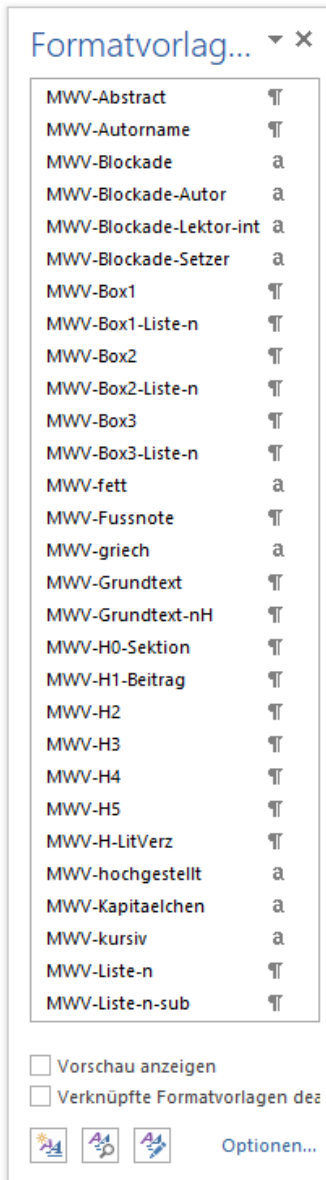 Formatvorlag...
MWV-Abstract ¶
MWV-Autorname ¶
MWV-Blockade a
MWV-Blockade-Autor a
MWV-Blockade-Lektor-int a
MWV-Blockade-Setzer a
MWV-Box1 ¶
MWV-Box1-Liste-n ¶
MWV-Box2 ¶
MWV-Box2-Liste-n ¶
MWV-Box3 ¶
MWV-Box3-Liste-n ¶
MWV-fett a
MWV-Fussnote ¶
MWV-griech a
MWV-Grundtext ¶
MWV-Grundtext-nH ¶
MWV-H0-Sektion ¶
MWV-H1-Beitrag ¶
MWV-H2 ¶
MWV-H3 ¶
MWV-H4 ¶
MWV-H5 ¶
MWV-H-LitVerz ¶
MWV-hochgestellt a
MWV-Kapitaelchen a
MWV-kursiv a
MWV-Liste-n ¶
MWV-Liste-n-sub ¶
Vorschau anzeigen
Verknüpfte Formatvorlagen dea
Optionen...